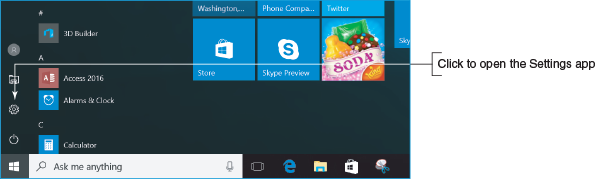 #
3D Builder
A
Access 2016
Alarms & Clock
C
Calculator
Washington,...
Phone Compa...
Twitter
Store
Skype Preview
SODA
Sky
Click to open the Settings app
Ask me anything